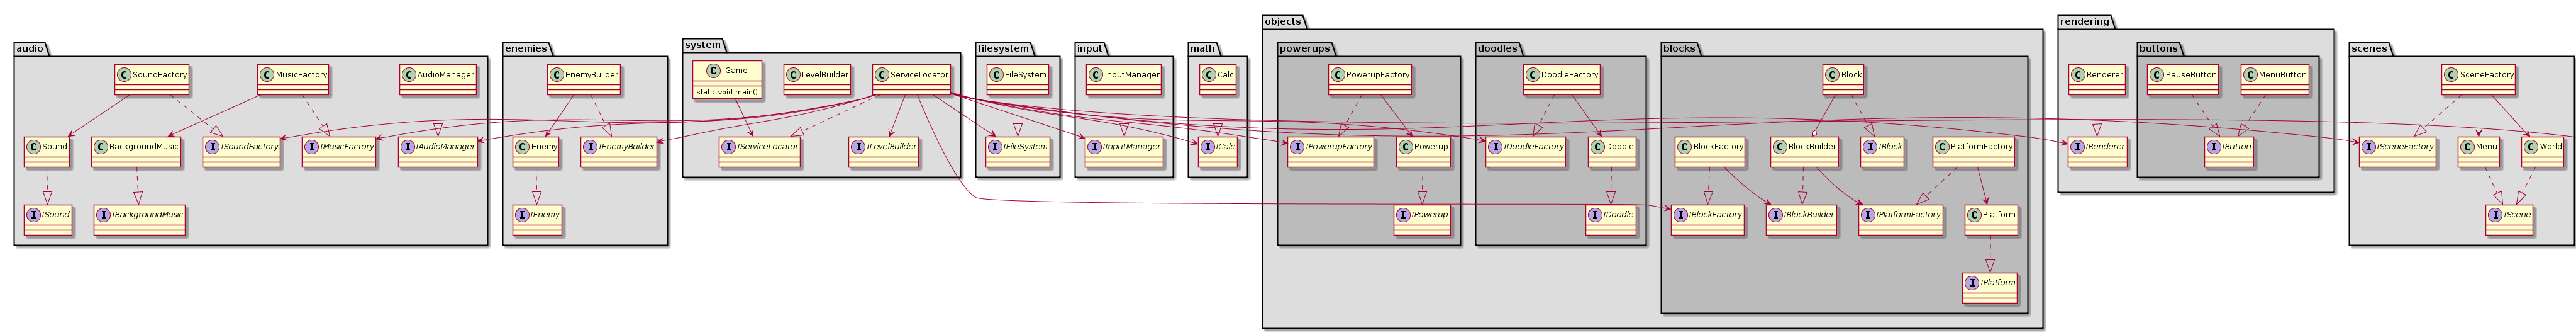 audio
C SoundFactory
C MusicFactory
C AudioManager
C Sound
C BackgroundMusic
I ISoundFactory
I IMusicFactory
I IAudioManager
I ISound
I IBackgroundMusic
enemies
C EnemyBuilder
C Enemy
I IEnemyBuilder
I IEnemy
system
C Game
static void main()
C LevelBuilder
C ServiceLocator
I IServiceLocator
I ILevelBuilder
filesystem
C FileSystem
I IFileSystem
input
C InputManager
I IInputManager
math
C Calc
I ICalc
objects
powerups
C PowerupFactory
I IPowerupFactory
C Powerup
I IPowerup
doodles
C DoodleFactory
I IDoodleFactory
C Doodle
I IDoodle
blocks
C Block
C BlockFactory
C BlockBuilder
I IBlock
C PlatformFactory
I IBlockFactory
I IBlockBuilder
I IPlatformFactory
C Platform
I IPlatform
rendering
C Renderer
I IRenderer
buttons
C PauseButton
C MenuButton
I IButton
scenes
C SceneFactory
I ISceneFactory
C Menu
C World
I IScene